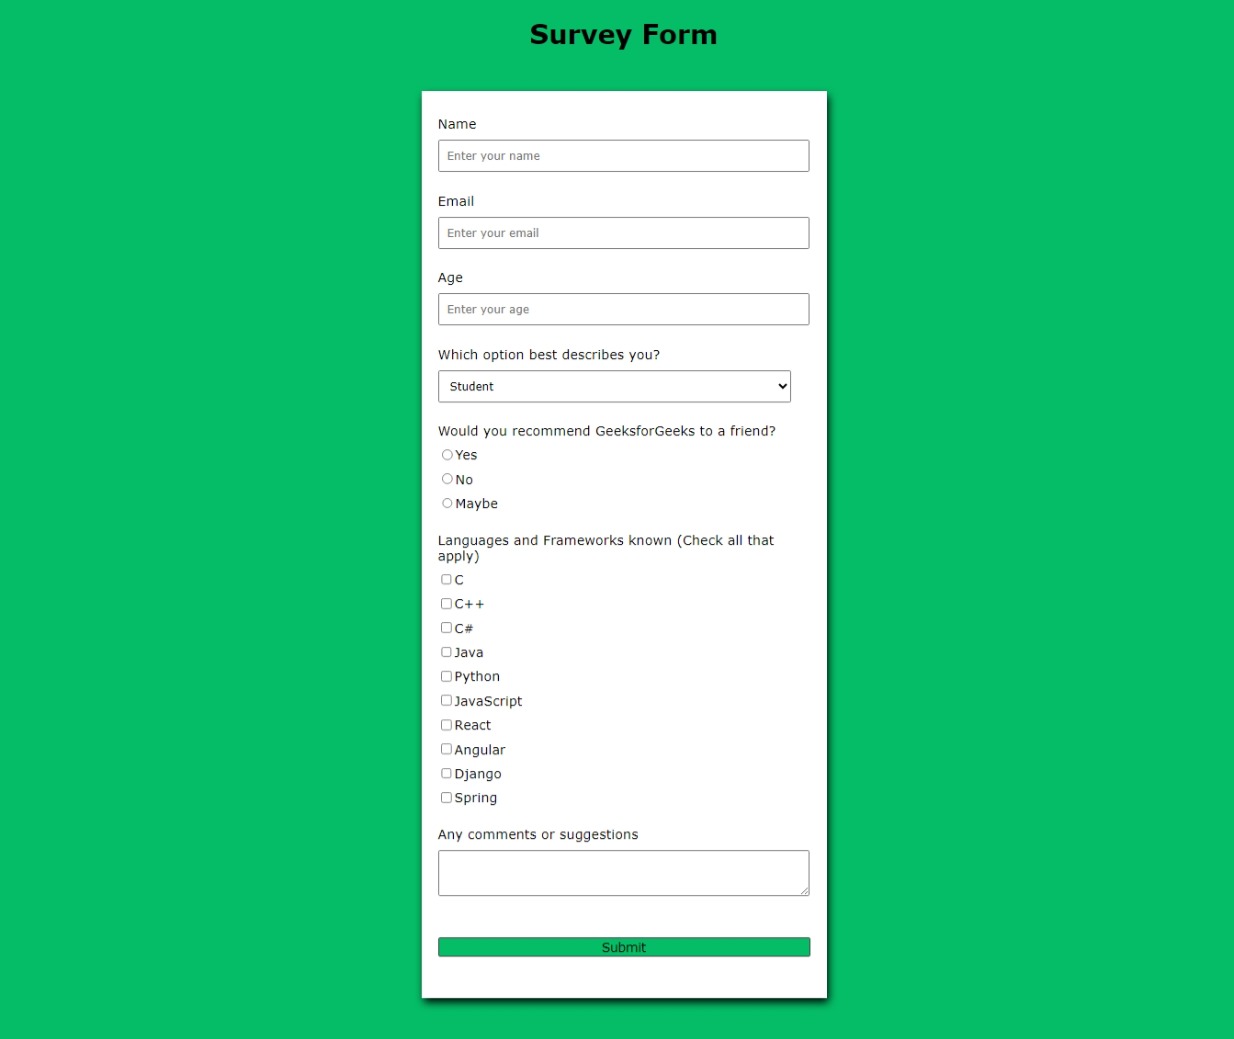 Survey Form
Name
Enter your name
Email
Enter your email
Age
Enter your age
Which option best describes you?
Student
Would you recommend GeeksforGeeks to a friend?
Yes
No
Maybe
Languages and Frameworks known (Check all that
apply)
C
C++
C#
Java
Python
JavaScript
React
Angular
Django
Spring
Any comments or suggestions
Submit